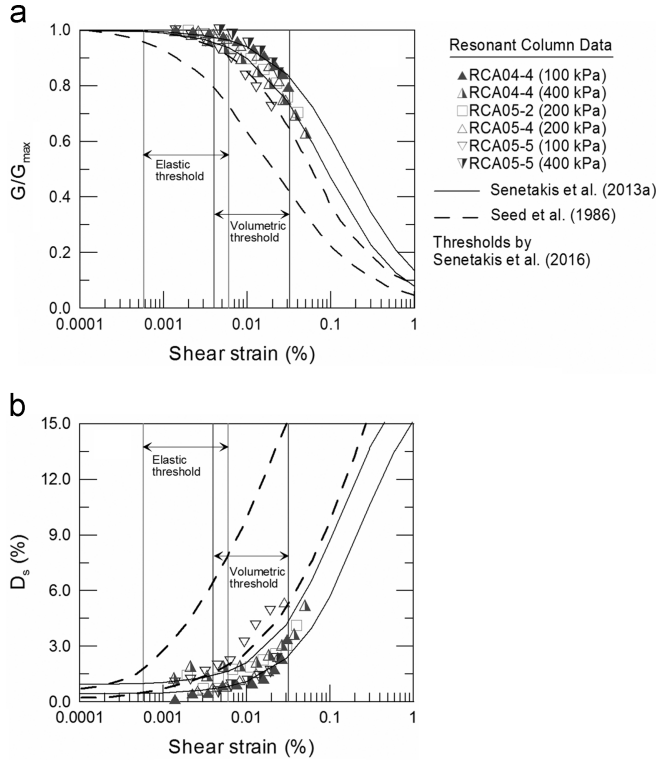 a
1.0
0.8
0.6
0.4
0.2
0.0
G/Gmax
Elastic
threshold
Volumetric
threshold
0.0001
0.001
0.01
0.1
1
Shear strain (%)
Resonant Column Data
RCA04-4 (100 kPa)
RCA04-4 (400 kPa)
RCA05-2 (200 kPa)
RCA05-4 (200 kPa)
RCA05-5 (100 kPa)
RCA05-5 (400 kPa)
Senetakis et al. (2013a)
Seed et al. (1986)
Thresholds by
Senetakis et al. (2016)
b
15.0
12.0
9.0
6.0
3.0
0.0
Ds (%)
Elastic
threshold
Volumetric
threshold
0.0001
0.001
0.01
0.1
1
Shear strain (%)